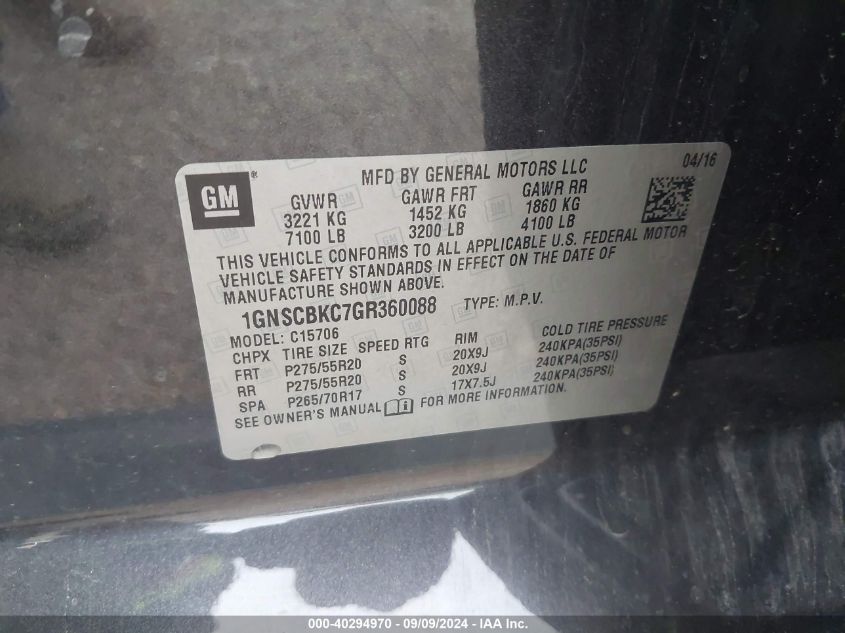 GM
®
MFD BY GENERAL MOTORS LLC
04/16
GVWR GAWR FRT GAWR RR
3221 KG 1452 KG 1860 KG
7100 LB 3200 LB 4100 LB
THIS VEHICLE CONFORMS TO ALL APPLICABLE U.S. FEDERAL MOTOR
VEHICLE SAFETY STANDARDS IN EFFECT ON THE DATE OF
MANUFACTURE SHOWN ABOVE.
1GNSCBKC7GR360088 TYPE: M.P.V.
MODEL: C15706
CHPX TIRE SIZE SPEED RTG RIM COLD TIRE PRESSURE
FRT P275/55R20 S 20X9J 240KPA(35PSI)
RR P275/55R20 S 20X9J 240KPA(35PSI)
SPA P265/70R17 S 17X7.5J 240KPA(35PSI)
SEE OWNER'S MANUAL FOR MORE INFORMATION.
000-40294970 - 09/09/2024 - IAA Inc.